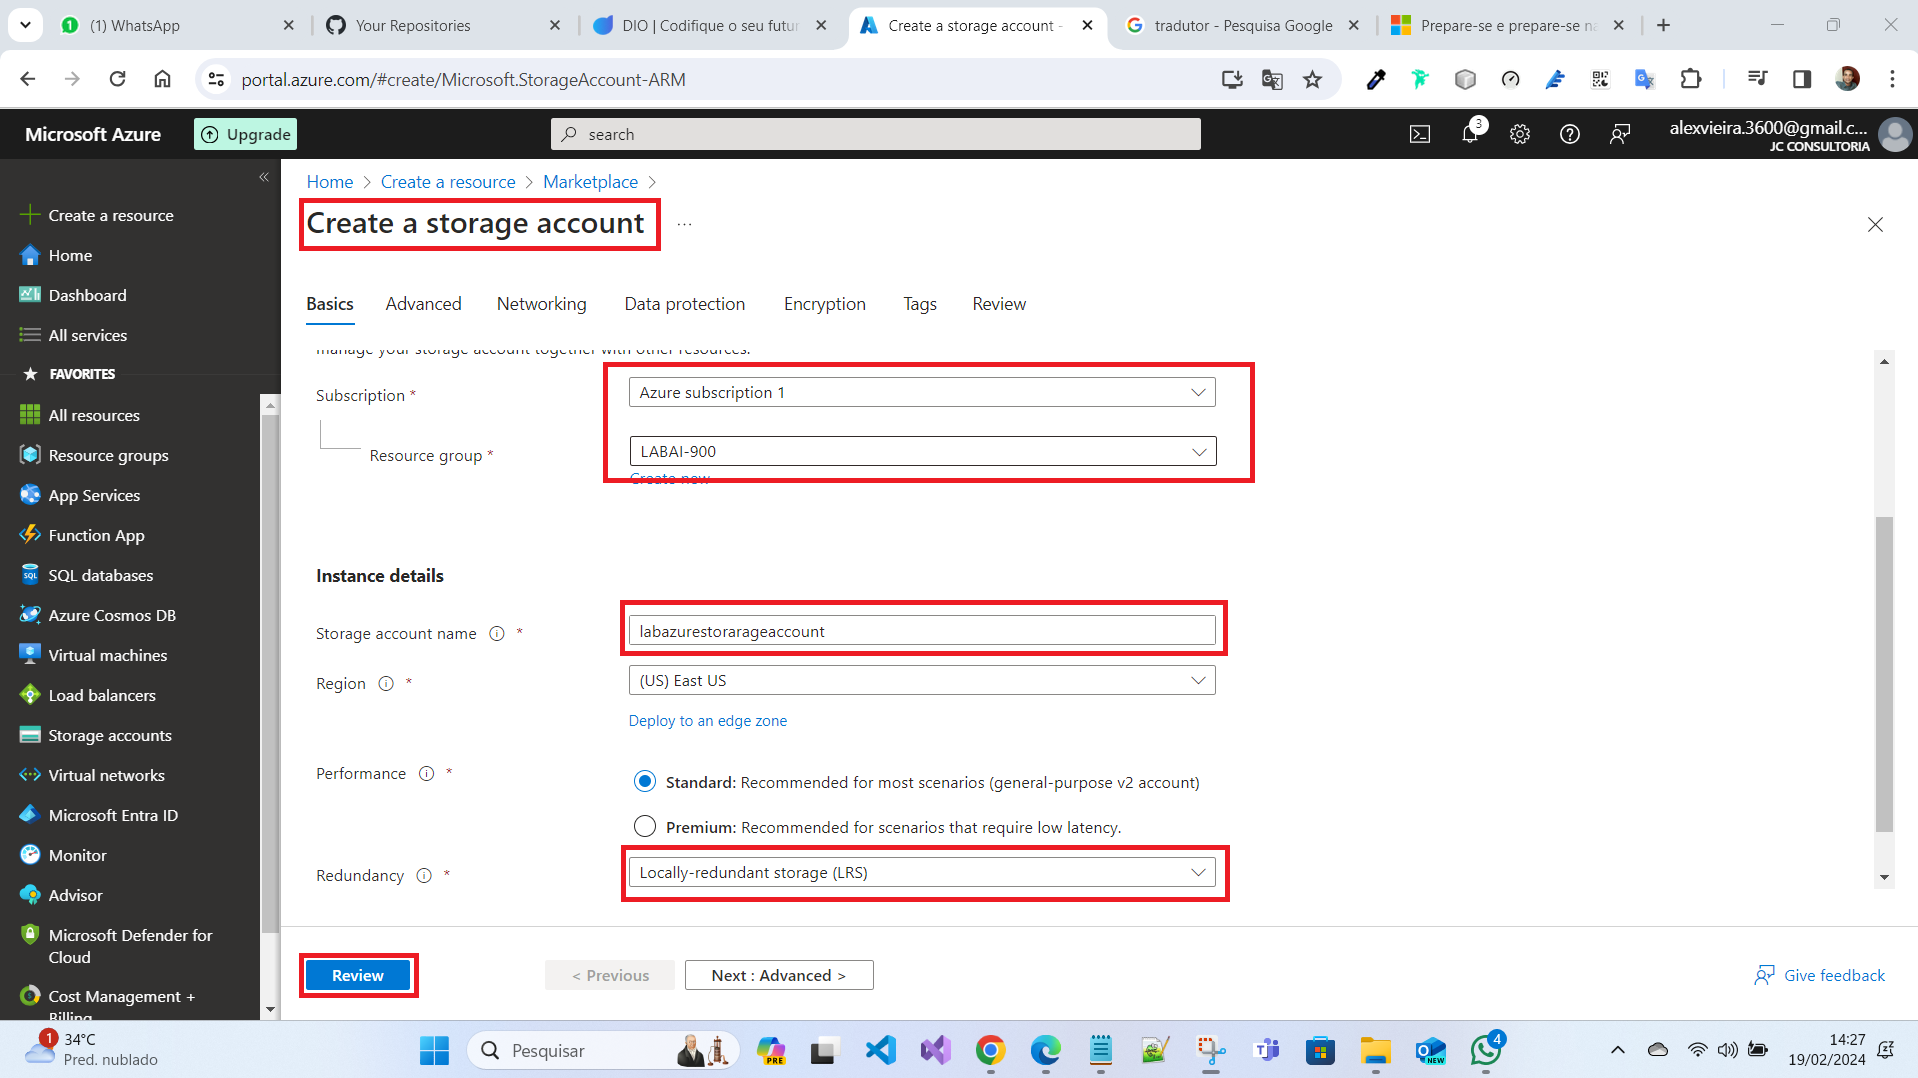 (1) WhatsApp
Your Repositories
DIO | Codifique o seu futur
Create a storage account -
tradutor - Pesquisa Google
Prepare-se e prepare-se na
portal.azure.com/#create/Microsoft.StorageAccount-ARM
Microsoft Azure
Upgrade
search
3
alexvieira.3600@gmail.c...
JC CONSULTORIA
Create a resource
Home
Dashboard
All services
FAVORITES
All resources
Resource groups
App Services
Function App
SQL databases
Azure Cosmos DB
Virtual machines
Load balancers
Storage accounts
Virtual networks
Microsoft Entra ID
Monitor
Advisor
Microsoft Defender for
Cloud
Cost Management +
Billing
Home > Create a resource > Marketplace >
Create a storage account
...
Basics
Advanced
Networking
Data protection
Encryption
Tags
Review
manage your storage account together with other resources.
Subscription *
Azure subscription 1
Resource group *
LABAI-900
Create new
Instance details
Storage account name *
labazurestorarageaccount
Region *
(US) East US
Deploy to an edge zone
Performance *
Standard: Recommended for most scenarios (general-purpose v2 account)
Premium: Recommended for scenarios that require low latency.
Redundancy *
Locally-redundant storage (LRS)
Review
< Previous
Next : Advanced >
Give feedback
1
34°C
Pred. nublado
Pesquisar
PRE
NEW
4
14:27
19/02/2024